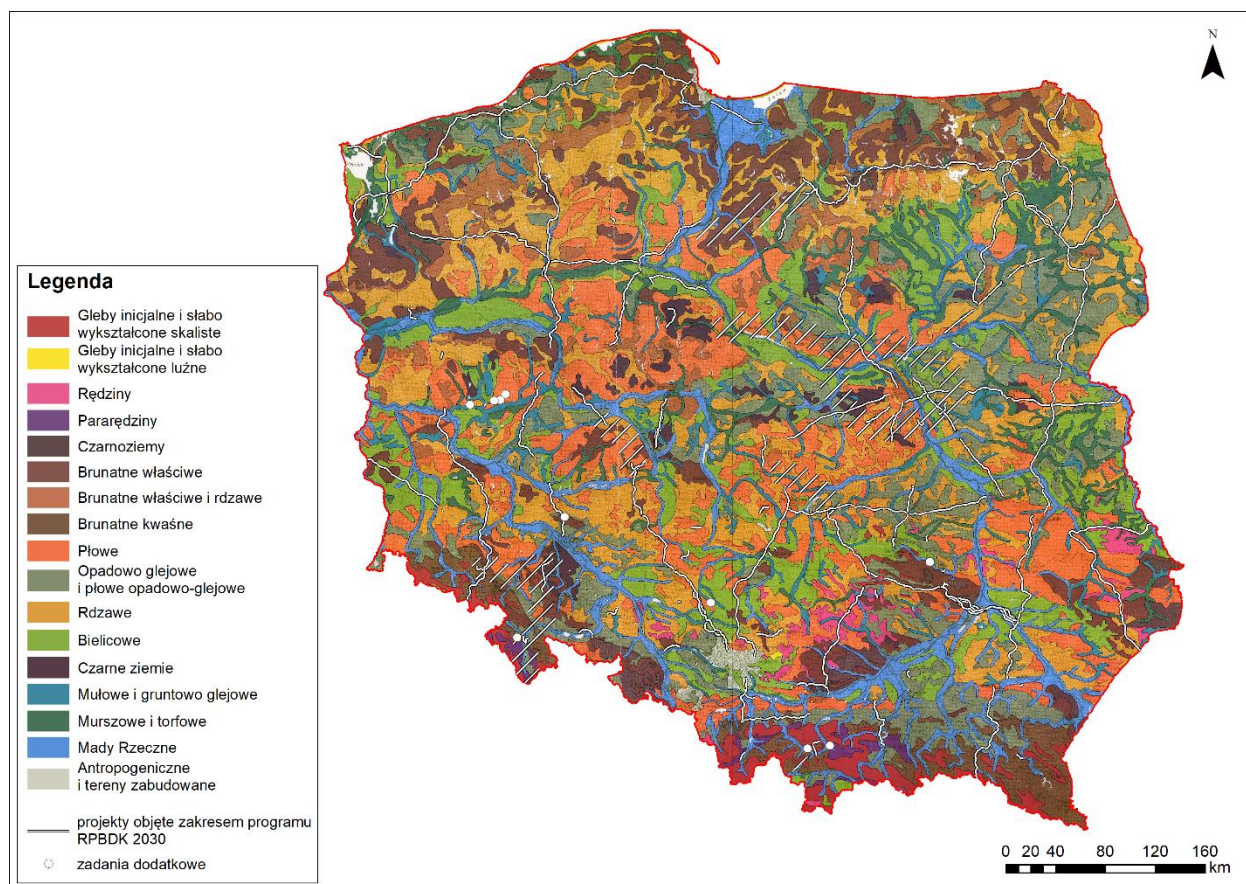 N
Legenda
Gleby inicjalne i słabo
wykształcone skaliste
Gleby inicjalne i słabo
wykształcone luźne
Rędziny
Pararędziny
Czarnoziemy
Brunatne właściwe
Brunatne właściwe i rdzawe
Brunatne kwaśne
Płowe
Opadowo glejowe
i płowe opadowo-glejowe
Rdzawe
Bielicowe
Czarne ziemie
Mułowe i gruntowo glejowe
Murszowe i torfowe
Mady Rzeczne
Antropogeniczne
i tereny zabudowane
projekty objęte zakresem programu
RPBDK 2030
zadania dodatkowe
0 20 40 80 120 160
km